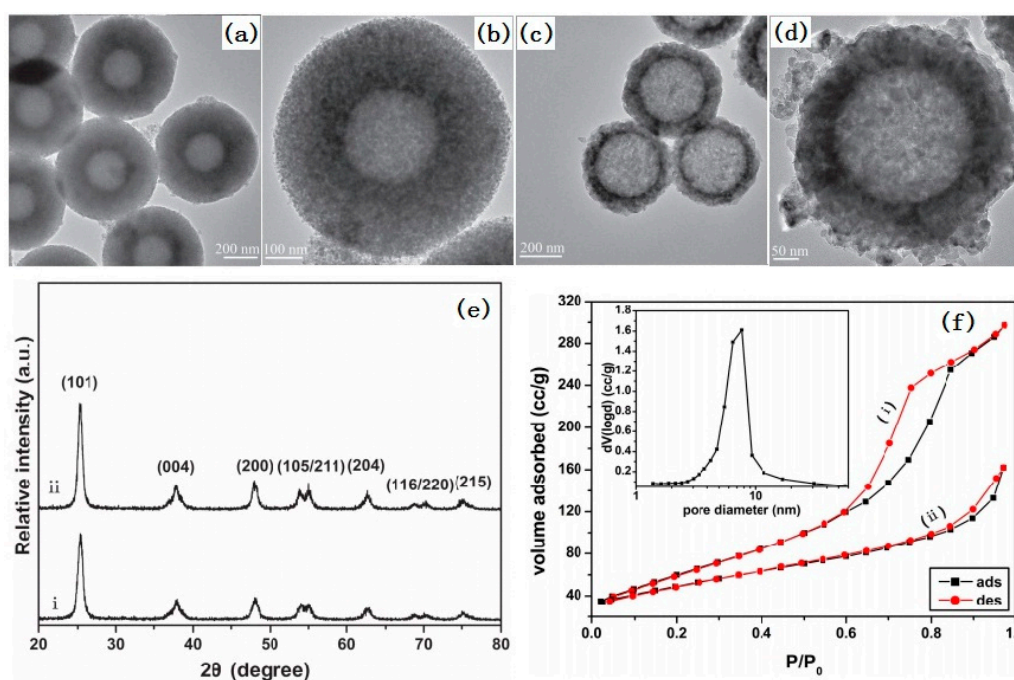 (a)
200 nm
(b)
100 nm
(c)
200 nm
(d)
50 nm
(e)
Relative intensity (a.u.)
(101)
(004)
(200)
(105/211)
(204)
(116/220)
(215)
ii
i
20 30 40 50 60 70 80
2θ (degree)
(f)
volume adsorbed (cc/g)
320
280
240
200
160
120
80
40
dV(logd) (cc/g)
1.8
1.6
1.4
1.2
1.0
0.8
0.6
0.4
0.2
1 10
pore diameter (nm)
(i)
(ii)
ads
des
0.0 0.2 0.4 0.6 0.8 1
P/P0